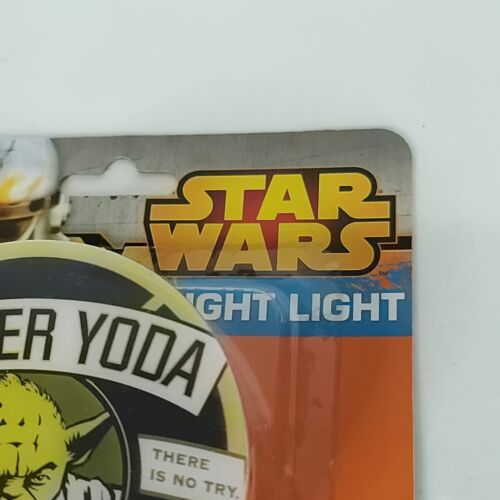 STAR
WARS
IGHT LIGHT
ER YODA
THERE
IS NO TRY.